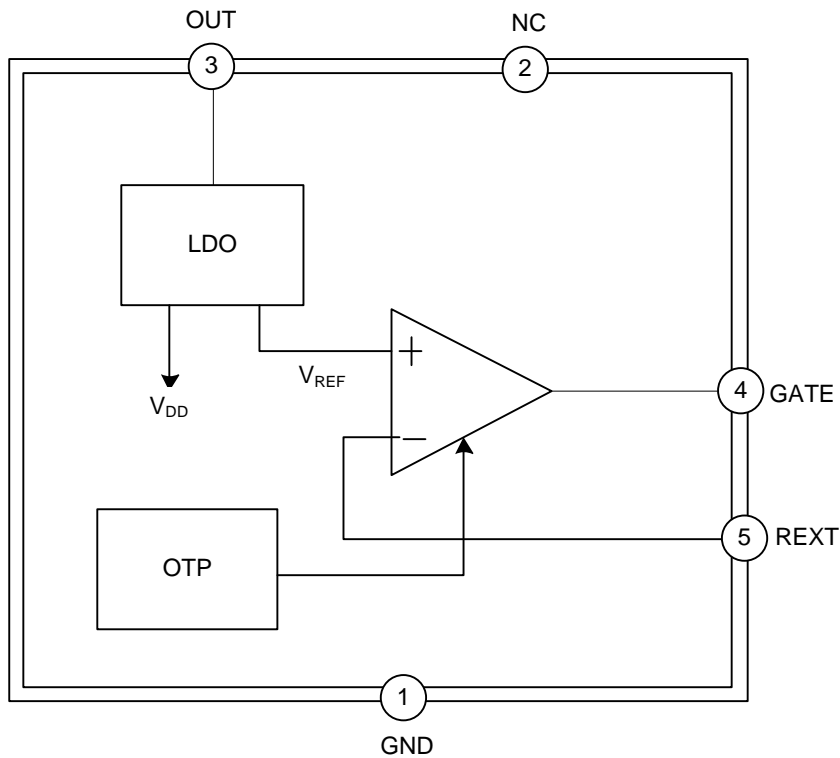 OUT
NC
3
2
LDO
VREF
+
VDD
−
4 GATE
5 REXT
OTP
1
GND